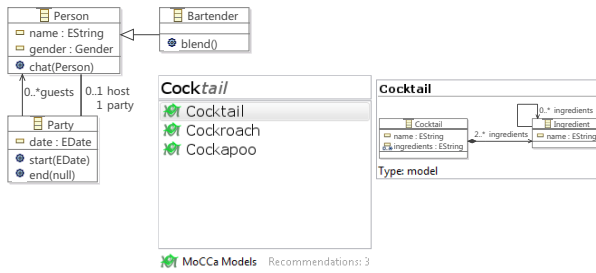 Person
name : EString
gender : Gender
chat(Person)
Bartender
blend()
0..*guests
0..1 host
1 party
Party
date : EDate
start(EDate)
end(null)
Cocktail
Cocktail
Cockroach
Cockapoo
MoCCa Models Recommendations: 3
Cocktail
0..* ingredients
Cocktail
name : EString
ingredients : EString
2..* ingredients
Ingredient
name : EString
Type: model